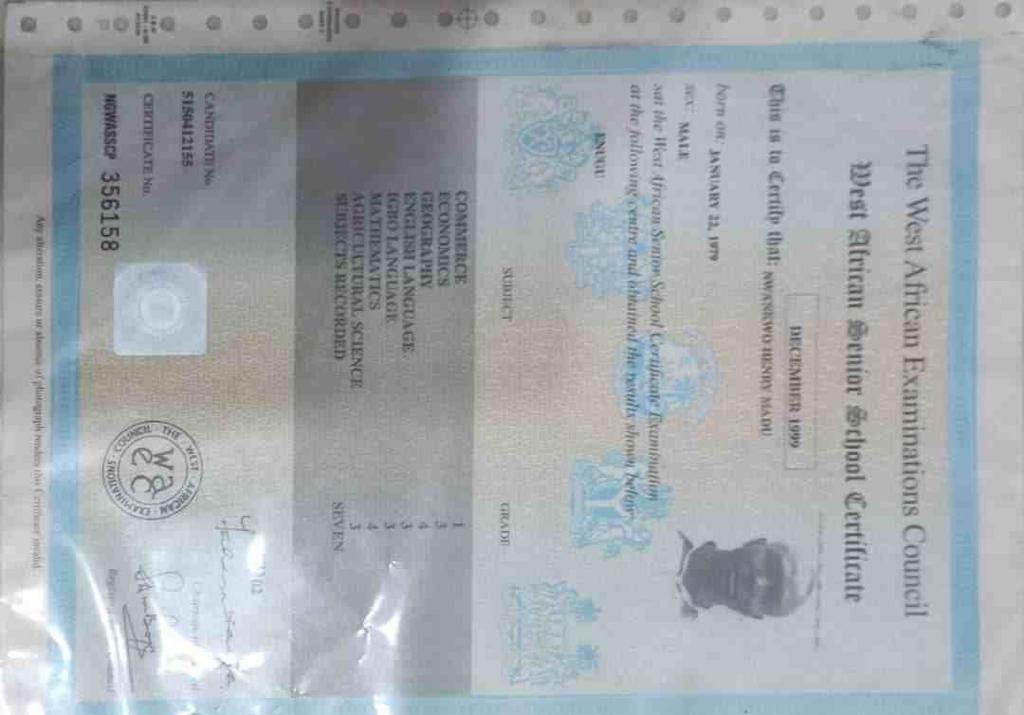 The West African Examinations Council
West African Senior School Certificate
DECEMBER 1999
This is to Certify that: NWANKWO HENRY MADU
born on: JANUARY 22, 1979
sex: MALE
sat the West African Senior School Certificate Examination
at the following centre and obtained the results shown below
ENUGU
SUBJECT GRADE
COMMERCE 1
ECONOMICS 3
GEOGRAPHY 4
ENGLISH LANGUAGE 3
IGBO LANGUAGE 3
MATHEMATICS 4
AGRICULTURAL SCIENCE 3
SUBJECTS RECORDED SEVEN
CANDIDATE No
5150412155
CERTIFICATE No.
NGWASSCP 356158
THE WEST AFRICAN EXAMINATIONS COUNCIL
Any alteration, erasure or absence of photograph renders this Certificate invalid